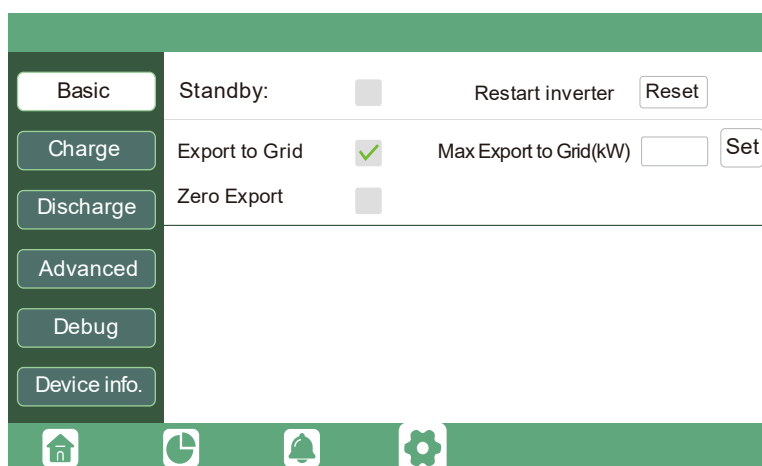 Basic
Standby:
Restart inverter
Reset
Charge
Export to Grid
Max Export to Grid(kW)
Set
Discharge
Zero Export
Advanced
Debug
Device info.